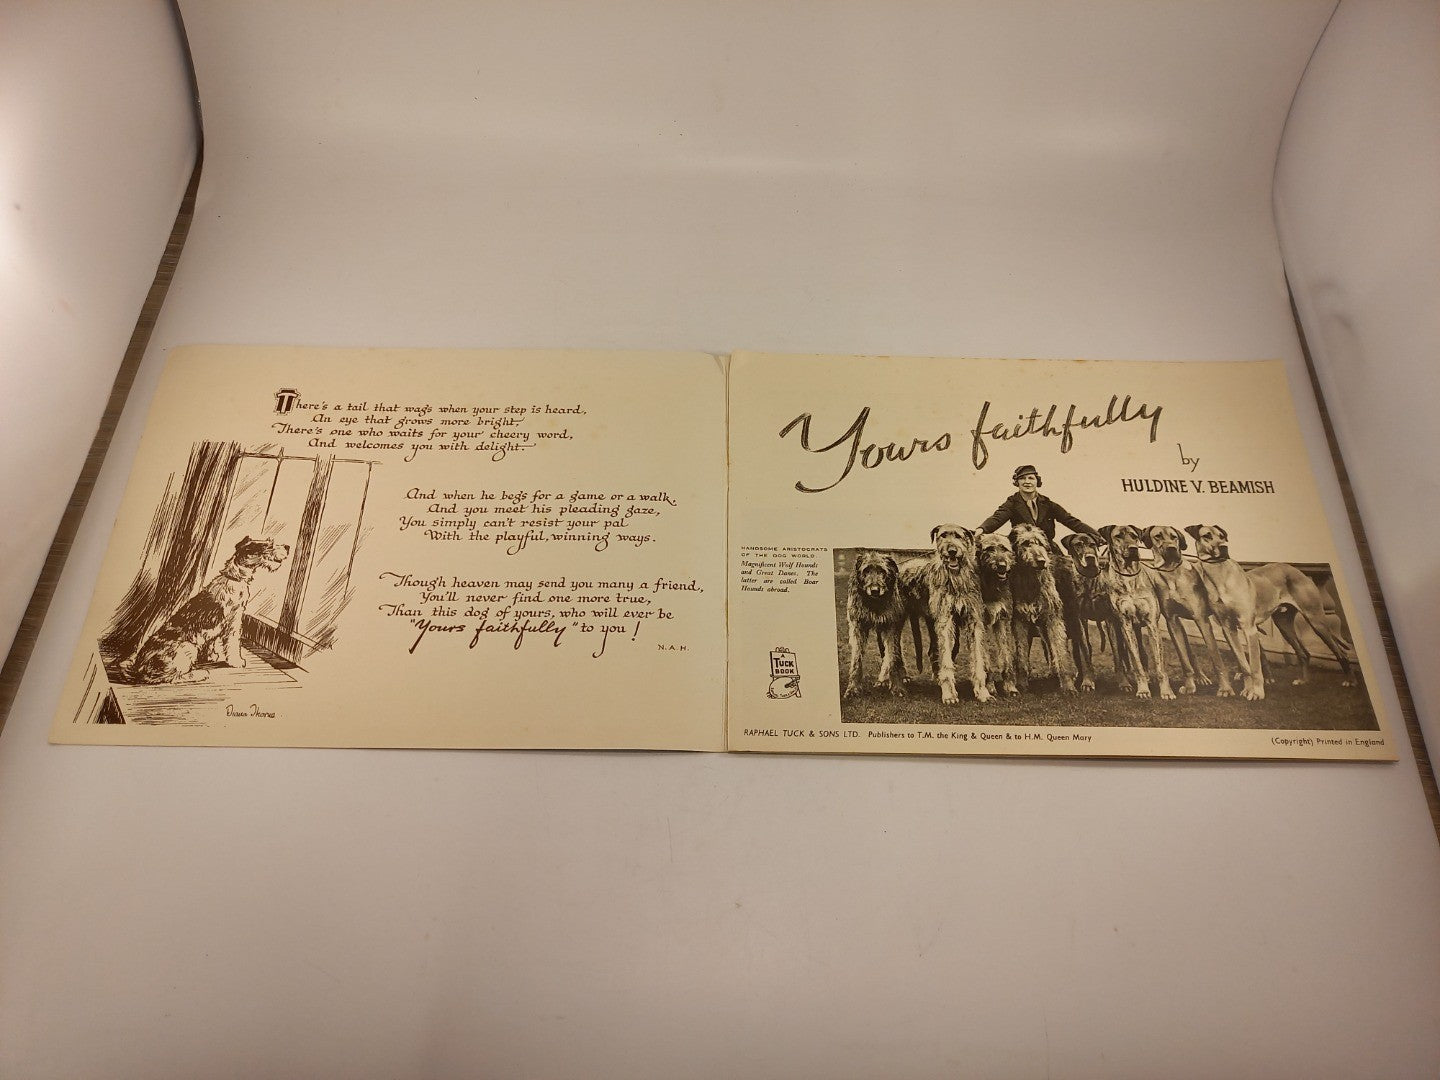 There's a tail that wags when your step is heard,
An eye that grows more bright,
There's one who waits for your cheery word,
And welcomes you with delight.
And when he begs for a game or a walk,
And you meet his pleading gaze,
You simply can't resist your pal
With the playful, winning ways.
Though heaven may send you many a friend,
You'll never find one more true,
Than this dog of yours, who will ever be
"Yours faithfully" to you!
N. A. H.
Diana Thorne
Yours faithfully
by
HULDINE V. BEAMISH
HANDSOME ARISTOCRATS
OF THE DOG WORLD.
Magnificent Wolf Hounds
and Great Danes. The
latter are called Boar
Hounds abroad.
A
TUCK
BOOK
RAPHAEL TUCK & SONS LTD. Publishers to T.M. the King & Queen & to H.M. Queen Mary
(Copyright) Printed in England